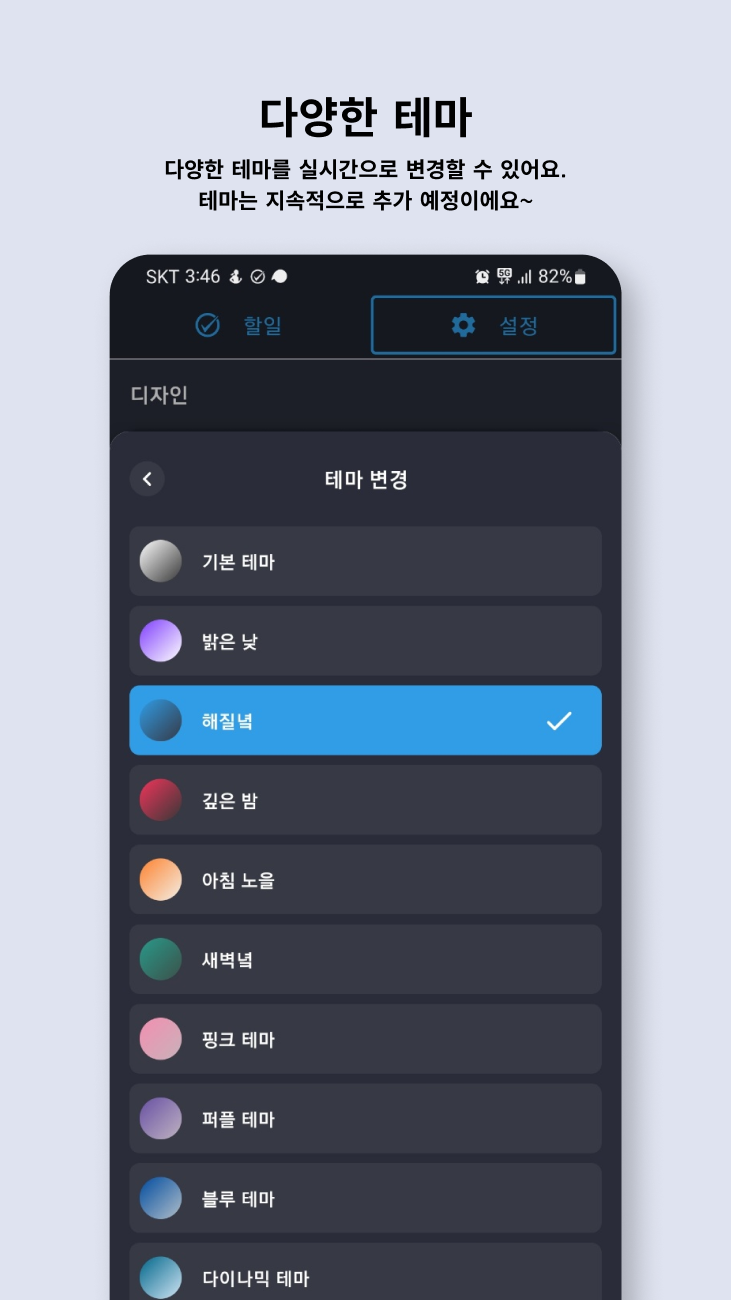 다양한 테마
다양한 테마를 실시간으로 변경할 수 있어요.
테마는 지속적으로 추가 예정이에요~
SKT 3:46 5G 82%
할일 설정
디자인
테마 변경
기본 테마
밝은 낮
해질녘
깊은 밤
아침 노을
새벽녘
핑크 테마
퍼플 테마
블루 테마
다이나믹 테마